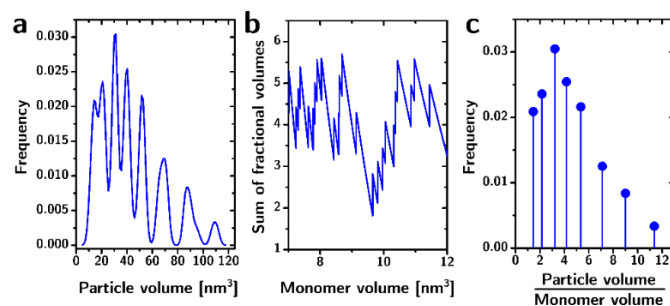 a
0.030
0.025
0.020
0.015
0.010
0.005
0.000
Frequency
0 20 40 60 80 100 120
Particle volume [nm³]
b
6
5
4
3
2
1
Sum of fractional volumes
8 10 12
Monomer volume [nm³]
c
0.03
0.02
0.01
0.00
Frequency
0 2 4 6 8 10 12
Particle volume
Monomer volume